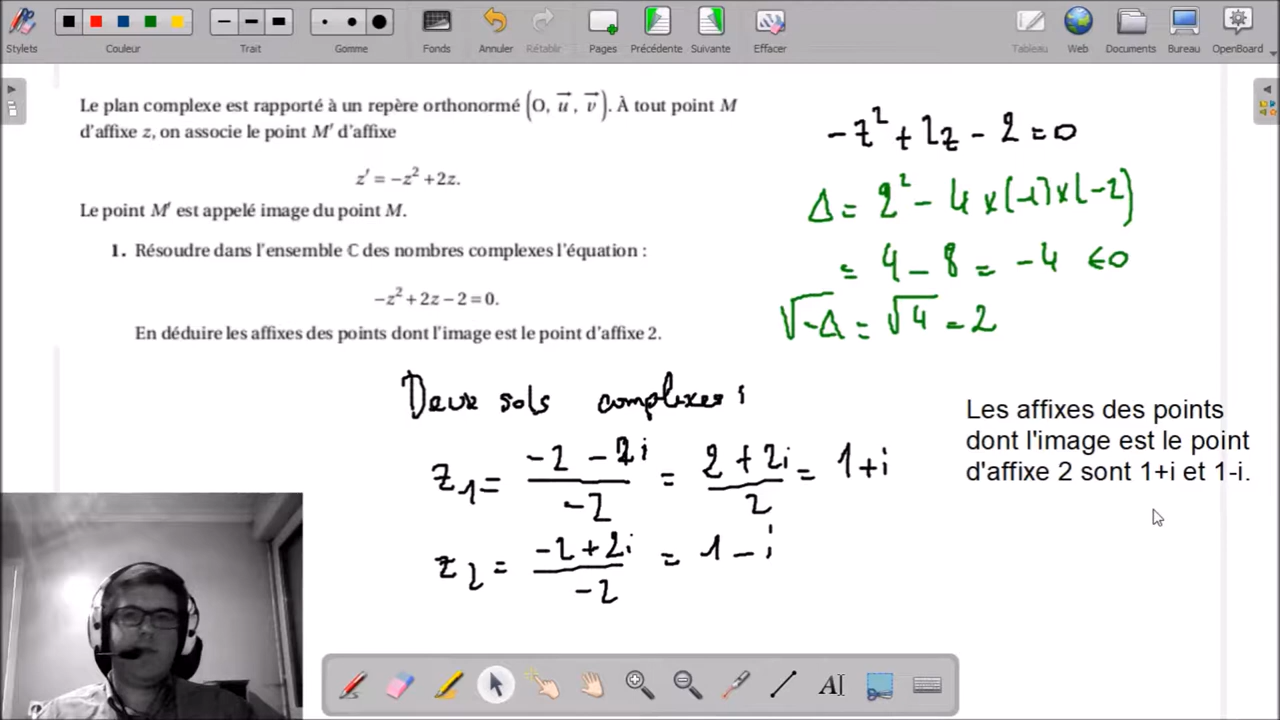 Stylets Couleur Trait Gomme Fonds Annuler Rétablir Pages Précédente Suivante Effacer Tableau Web Documents Bureau OpenBoard
Le plan complexe est rapporté à un repère orthonormé (O, u⃗, v⃗). À tout point M
d'affixe z, on associe le point M′ d'affixe
z′ = −z² + 2z.
Le point M′ est appelé image du point M.
1. Résoudre dans l'ensemble ℂ des nombres complexes l'équation :
−z² + 2z − 2 = 0.
En déduire les affixes des points dont l'image est le point d'affixe 2.
-z² + 2z - 2 = 0
Δ = 2² - 4 × (-1) × (-2)
= 4 - 8 = -4 < 0
√-Δ = √4 = 2
Deux sols complexes :
z₁ = (-2 - 2i)/(-2) = (2 + 2i)/2 = 1 + i
z₂ = (-2 + 2i)/(-2) = 1 - i
Les affixes des points
dont l'image est le point
d'affixe 2 sont 1+i et 1-i.